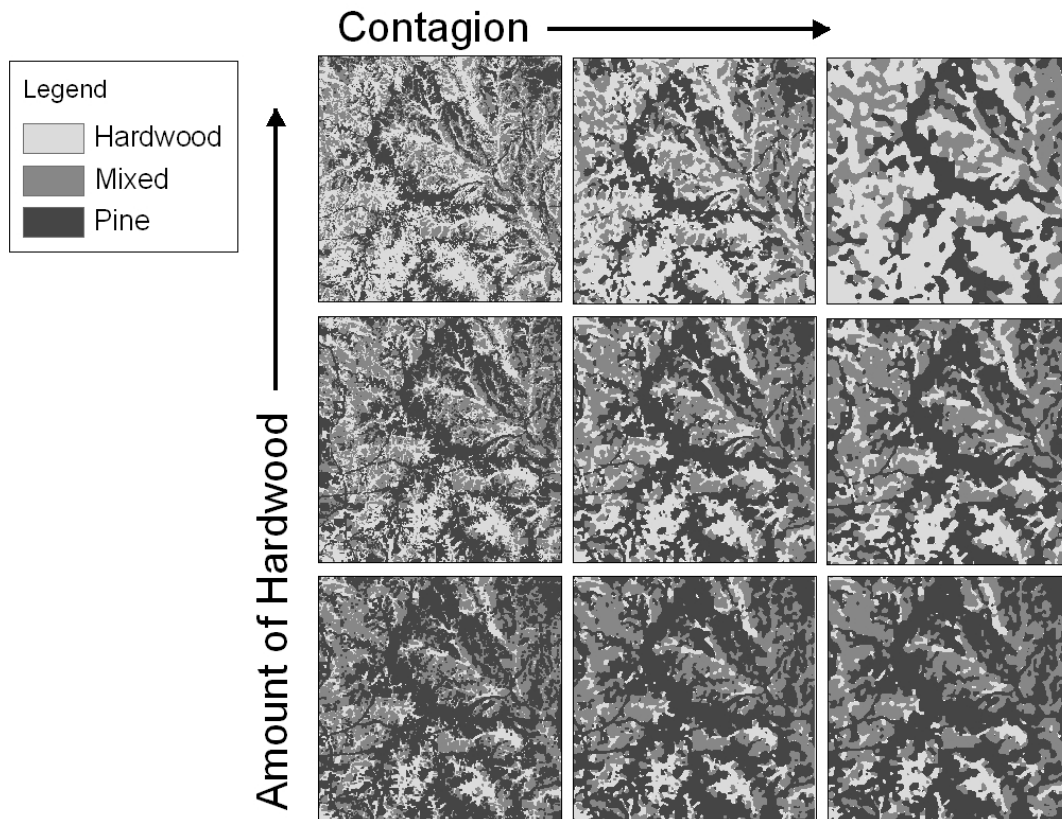 Contagion
Legend
Hardwood
Mixed
Pine
Amount of Hardwood